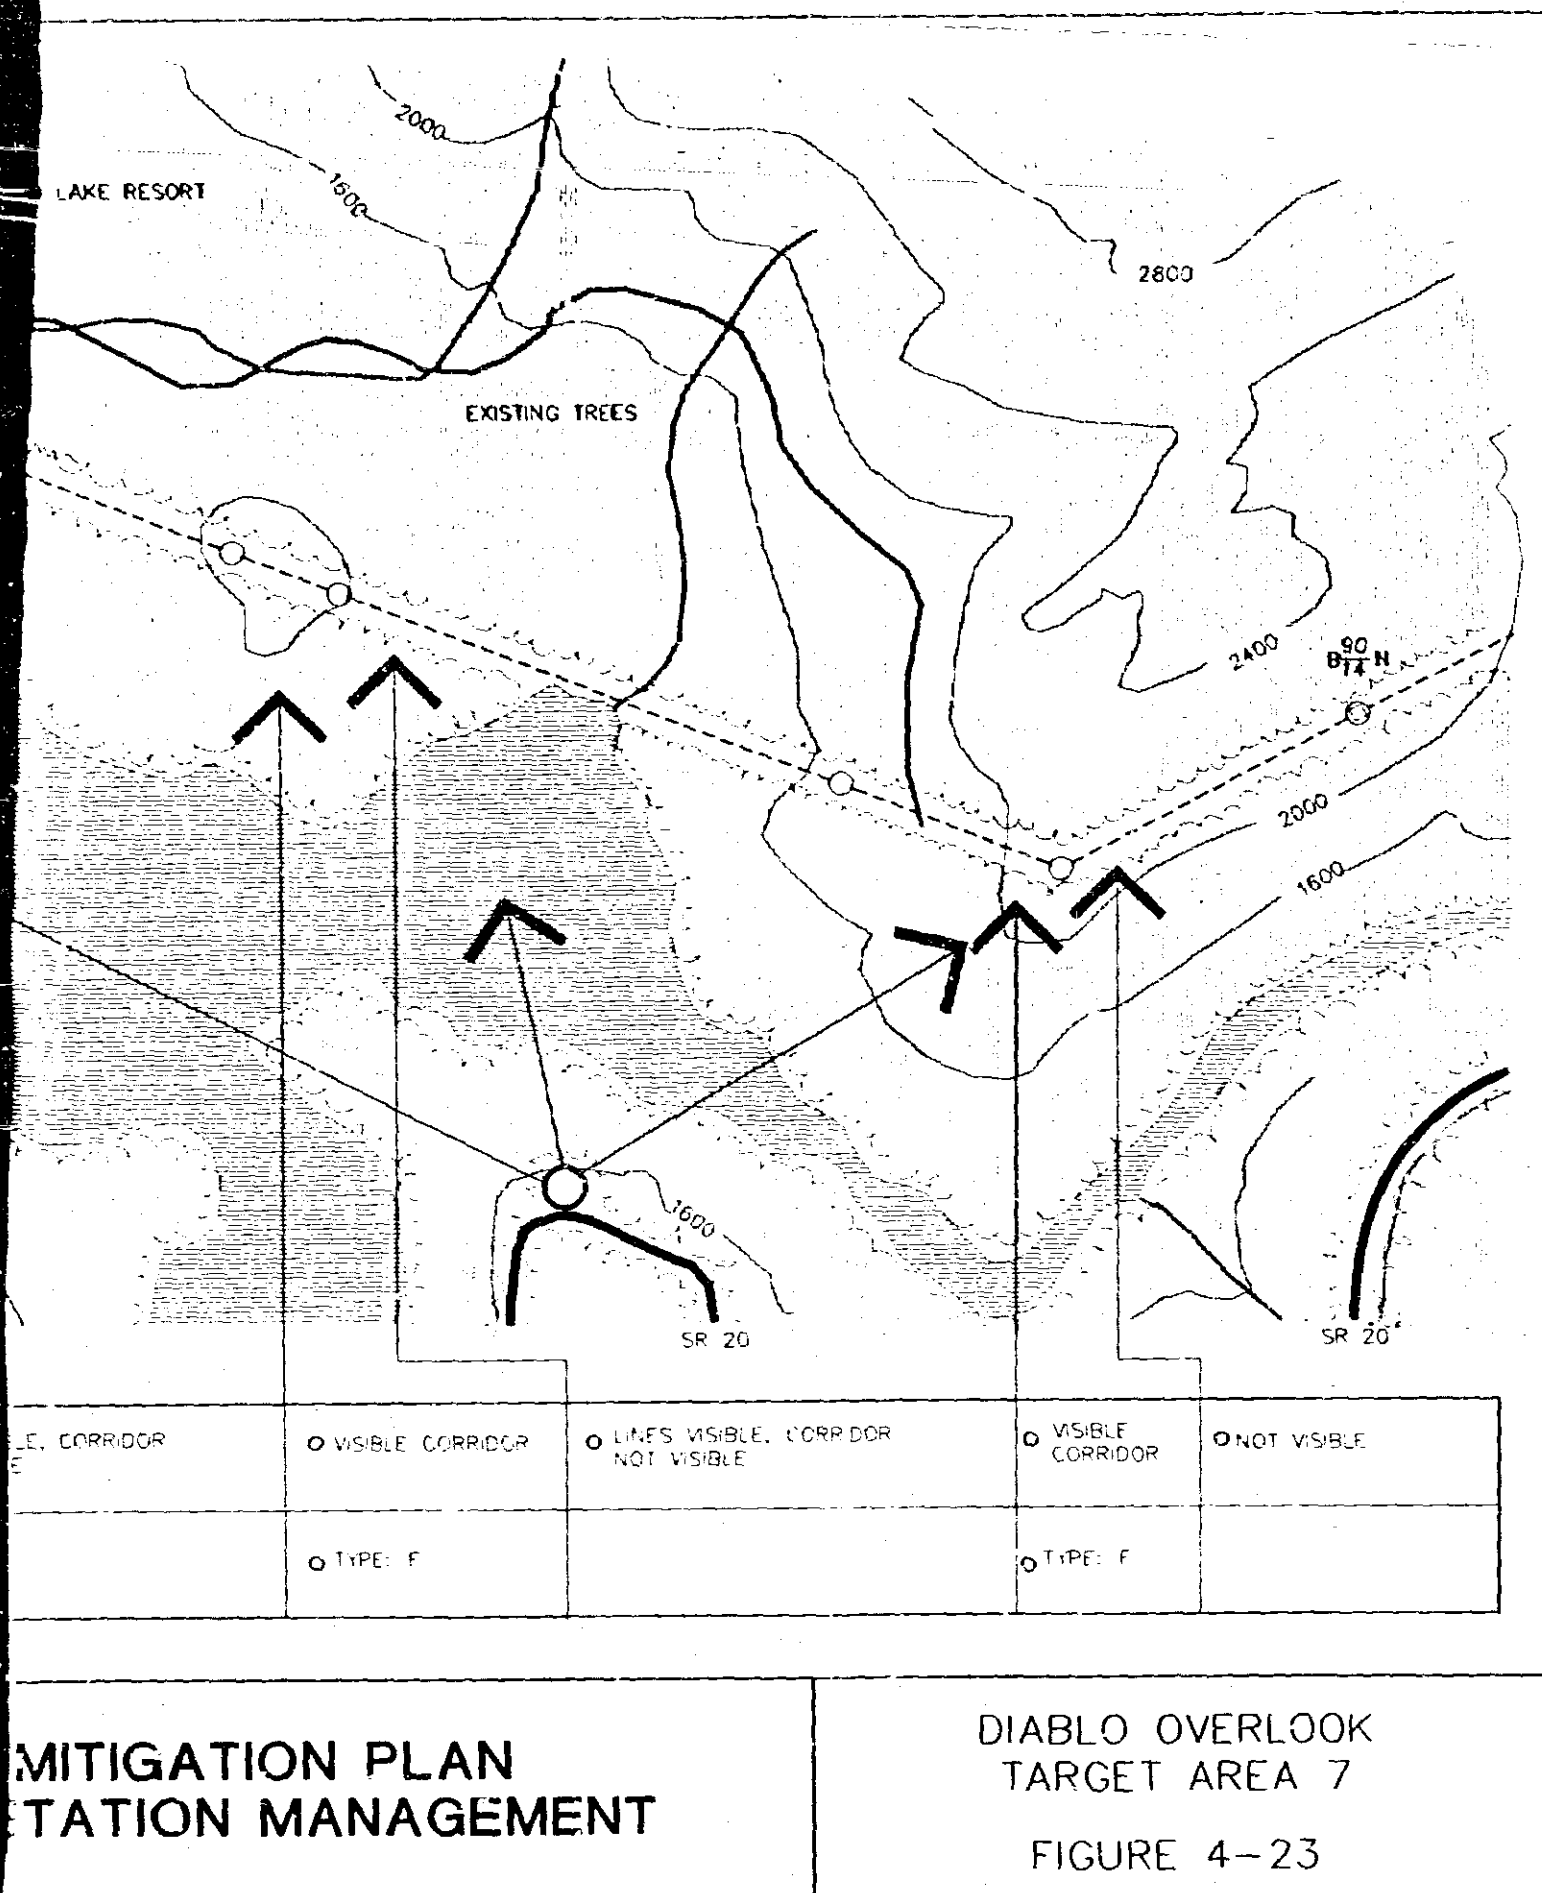 2000
1600
LAKE RESORT
2800
EXISTING TREES
2400
90
B 14 N
2000
1600
1600
SR 20
SR 20
LE, CORRIDOR
E
O VISIBLE CORRIDOR
O LINES VISIBLE, CORRIDOR
NOT VISIBLE
O VISIBLE
CORRIDOR
O NOT VISIBLE
O TYPE: F
O TYPE: F
MITIGATION PLAN
TATION MANAGEMENT
DIABLO OVERLOOK
TARGET AREA 7
FIGURE 4-23